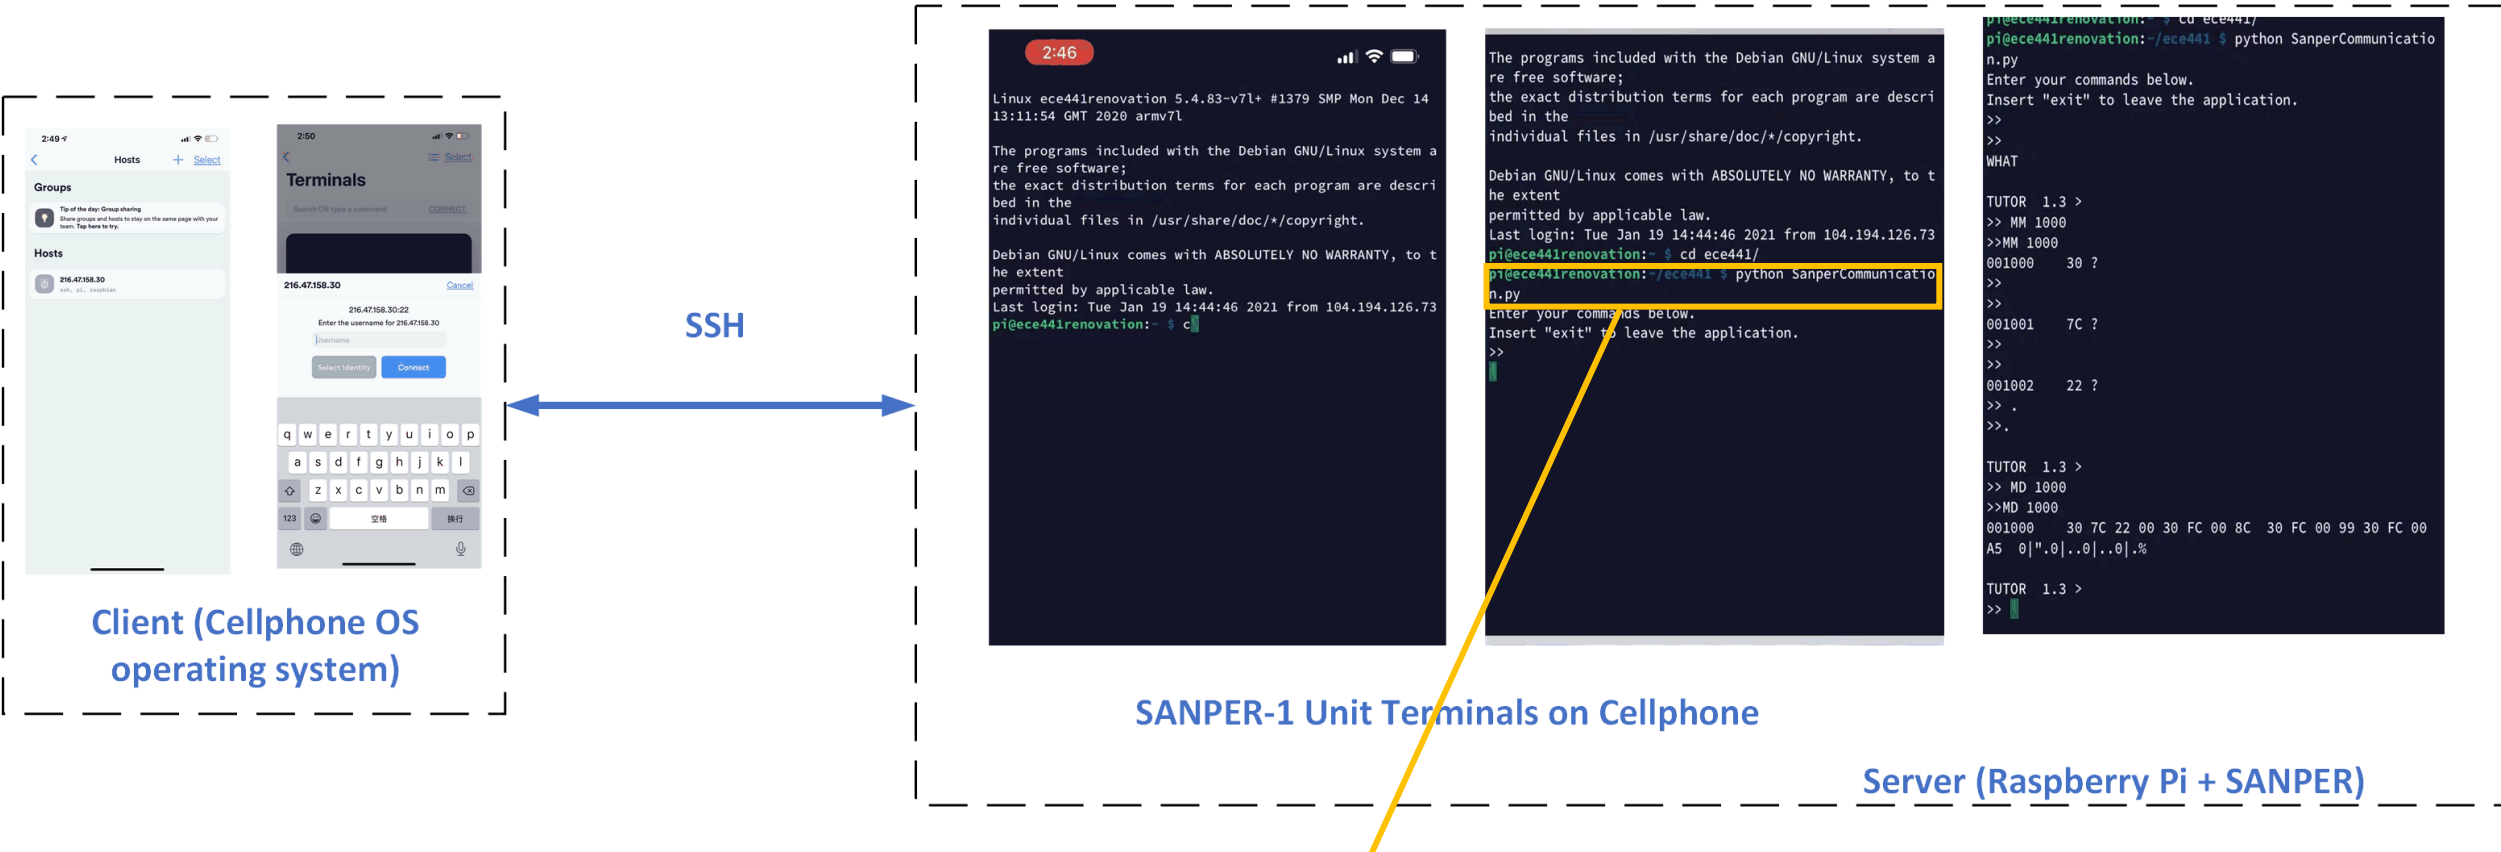 2:49
Hosts
Select
Groups
Tip of the day: Group sharing
Share groups and hosts to stay on the same page with your
team. Tap here to try.
Hosts
216.47.158.30
ssh, pi, raspbian
2:50
Select
Terminals
Search OR type a command
CONNECT
216.47.158.30
Cancel
216.47.158.30:22
Enter the username for 216.47.158.30
Username
Select Identity
Connect
q w e r t y u i o p
a s d f g h j k l
z x c v b n m
123
空格
换行
Client (Cellphone OS
operating system)
SSH
2:46
Linux ece441renovation 5.4.83-v7l+ #1379 SMP Mon Dec 14
13:11:54 GMT 2020 armv7l
The programs included with the Debian GNU/Linux system a
re free software;
the exact distribution terms for each program are descri
bed in the
individual files in /usr/share/doc/*/copyright.
Debian GNU/Linux comes with ABSOLUTELY NO WARRANTY, to t
he extent
permitted by applicable law.
Last login: Tue Jan 19 14:44:46 2021 from 104.194.126.73
pi@ece441renovation:~ $ c
The programs included with the Debian GNU/Linux system a
re free software;
the exact distribution terms for each program are descri
bed in the
individual files in /usr/share/doc/*/copyright.
Debian GNU/Linux comes with ABSOLUTELY NO WARRANTY, to t
he extent
permitted by applicable law.
Last login: Tue Jan 19 14:44:46 2021 from 104.194.126.73
pi@ece441renovation:~ $ cd ece441/
pi@ece441renovation:~/ece441 $ python SanperCommunicatio
n.py
Enter your commands below.
Insert "exit" to leave the application.
>>
pi@ece441renovation:~ $ cd ece441/
pi@ece441renovation:~/ece441 $ python SanperCommunicatio
n.py
Enter your commands below.
Insert "exit" to leave the application.
>>
>>
WHAT
TUTOR  1.3 >
>> MM 1000
>>MM 1000
001000    30 ?
>>
>>
001001    7C ?
>>
>>
001002    22 ?
>> .
>>.
TUTOR  1.3 >
>> MD 1000
>>MD 1000
001000    30 7C 22 00 30 FC 00 8C  30 FC 00 99 30 FC 00
A5  0|".0|..0|..0|.%
TUTOR  1.3 >
>>
SANPER-1 Unit Terminals on Cellphone
Server (Raspberry Pi + SANPER)